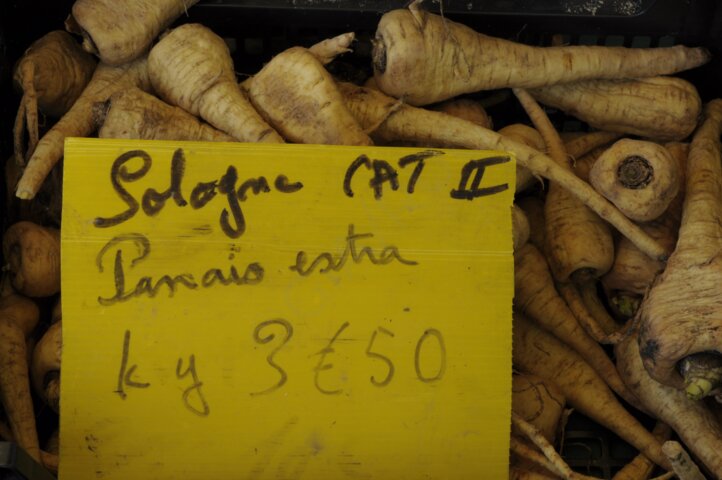 Sologne CAT II
Panais extra
kg 3€50